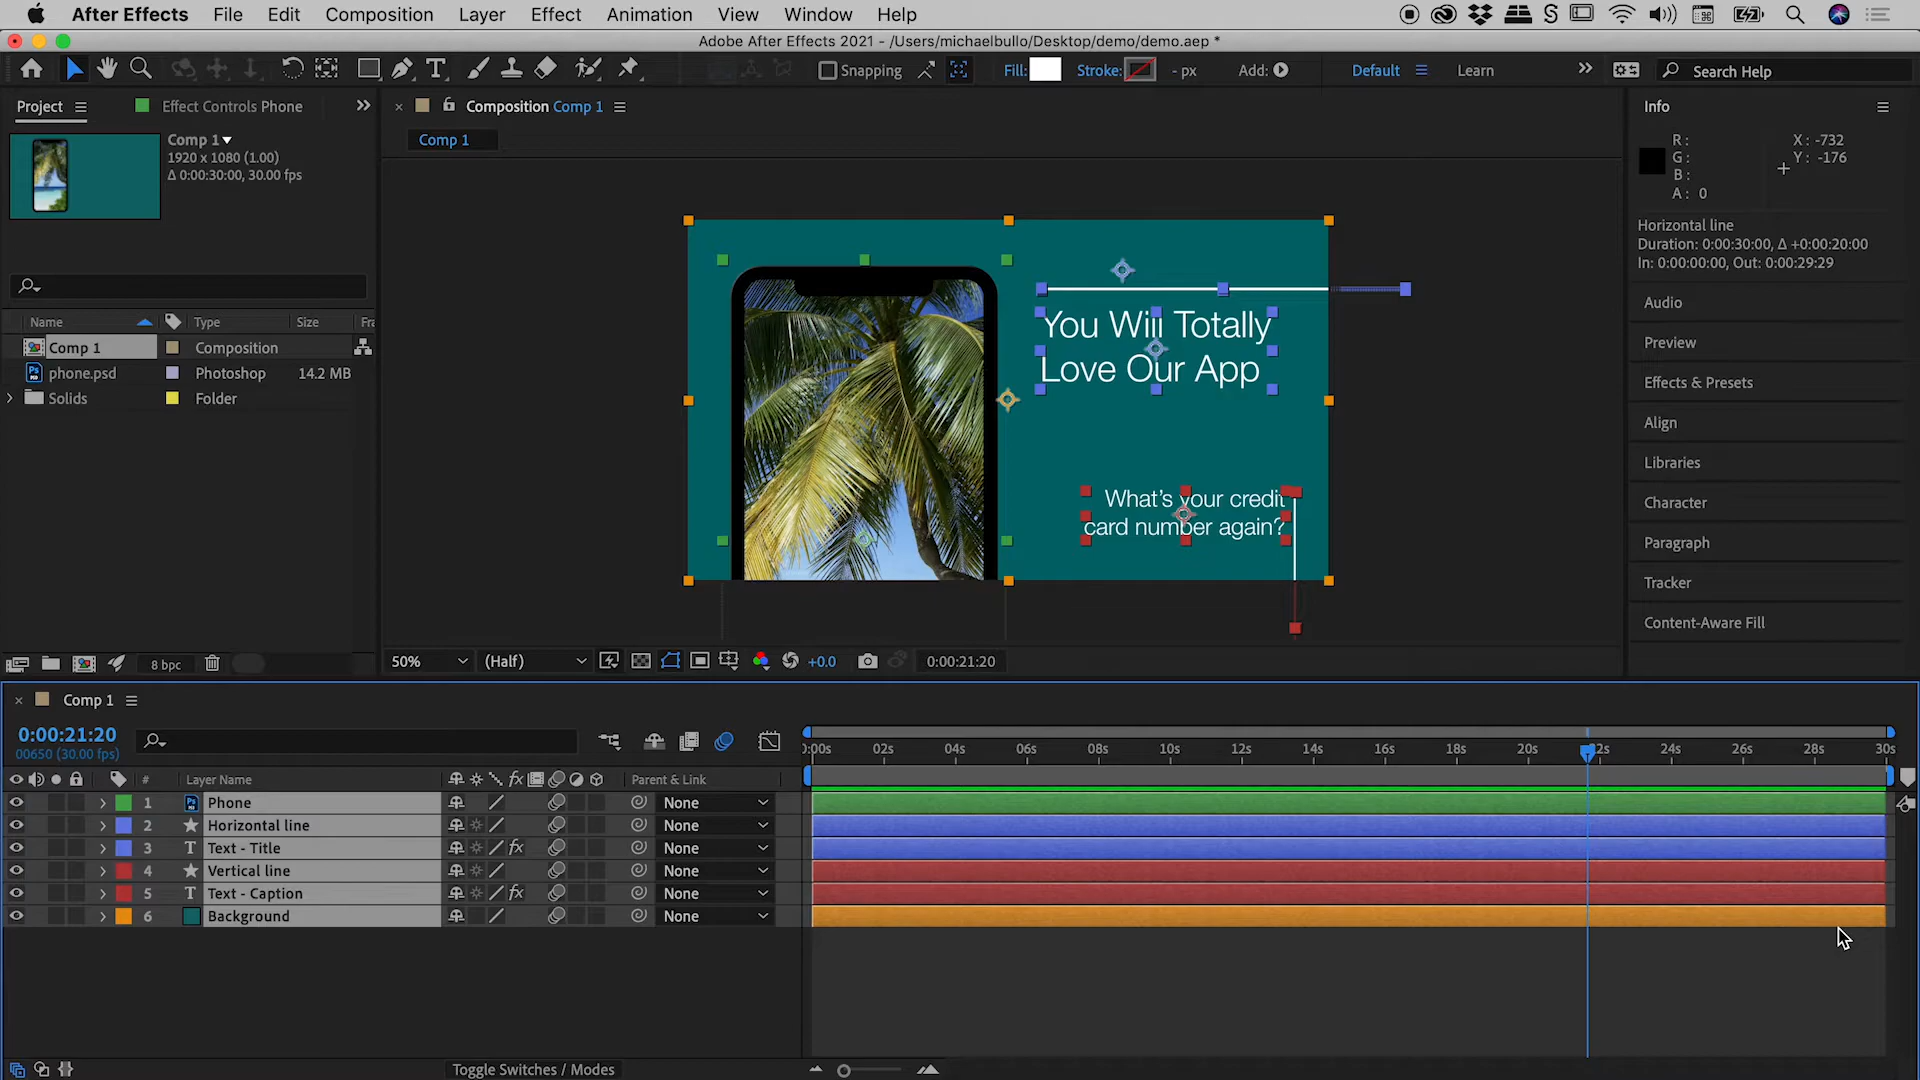 After Effects File Edit Composition Layer Effect Animation View Window Help
Adobe After Effects 2021 - /Users/michaelbullo/Desktop/demo/demo.aep *
Snapping Fill: Stroke: - px Add: Default Learn Search Help
Project Effect Controls Phone
Comp 1
1920 x 1080 (1.00)
Δ 0:00:30:00, 30.00 fps
Name Type Size Fra
Comp 1 Composition
phone.psd Photoshop 14.2 MB
Solids Folder
8 bpc
Composition Comp 1
Comp 1
You Will Totally
Love Our App
What's your credit
card number again?
50% (Half) +0.0 0:00:21:20
Info
R :
G :
B :
A : 0
X : -732
Y : -176
Horizontal line
Duration: 0:00:30:00, Δ +0:00:20:00
In: 0:00:00:00, Out: 0:00:29:29
Audio
Preview
Effects & Presets
Align
Libraries
Character
Paragraph
Tracker
Content-Aware Fill
Comp 1
0:00:21:20
00650 (30.00 fps)
# Layer Name fx Parent & Link
1 Phone None
2 Horizontal line None
3 T Text - Title fx None
4 Vertical line None
5 T Text - Caption fx None
6 Background None
0:00s 02s 04s 06s 08s 10s 12s 14s 16s 18s 20s 22s 24s 26s 28s 30s
Toggle Switches / Modes